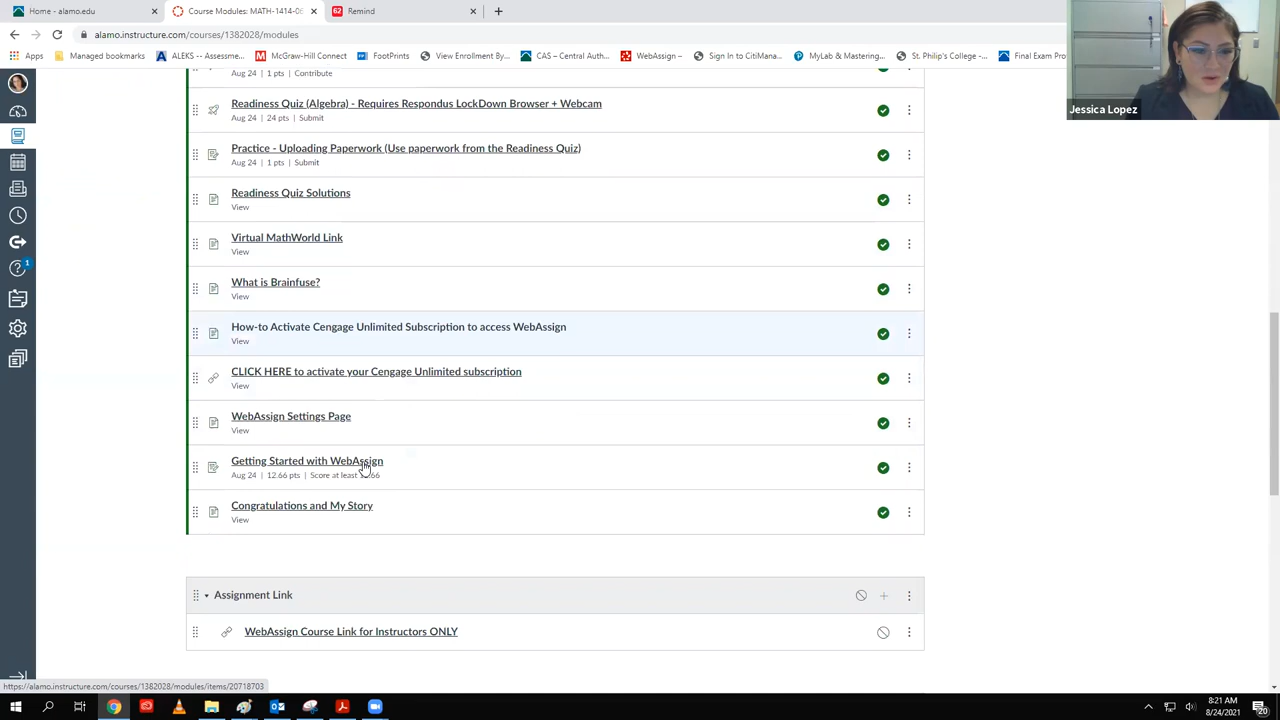 Home - alamo.edu
Course Modules: MATH-1414-06
Remind
alamo.instructure.com/courses/1382028/modules
Apps
Managed bookmarks
ALEKS -- Assessme...
McGraw-Hill Connect
FootPrints
View Enrollment By...
CAS – Central Auth...
WebAssign –
Sign In to CitiMana...
MyLab & Mastering...
St. Philip's College -...
Final Exam Pro
Jessica Lopez
Aug 24 | 1 pts | Contribute
Readiness Quiz (Algebra) - Requires Respondus LockDown Browser + Webcam
Aug 24 | 24 pts | Submit
Practice - Uploading Paperwork (Use paperwork from the Readiness Quiz)
Aug 24 | 1 pts | Submit
Readiness Quiz Solutions
View
Virtual MathWorld Link
View
What is Brainfuse?
View
1
How-to Activate Cengage Unlimited Subscription to access WebAssign
View
CLICK HERE to activate your Cengage Unlimited subscription
View
WebAssign Settings Page
View
Getting Started with WebAssign
Aug 24 | 12.66 pts | Score at least
Congratulations and My Story
View
Assignment Link
WebAssign Course Link for Instructors ONLY
https://alamo.instructure.com/courses/1382028/modules/items/20718703
8:21 AM
8/24/2021
20